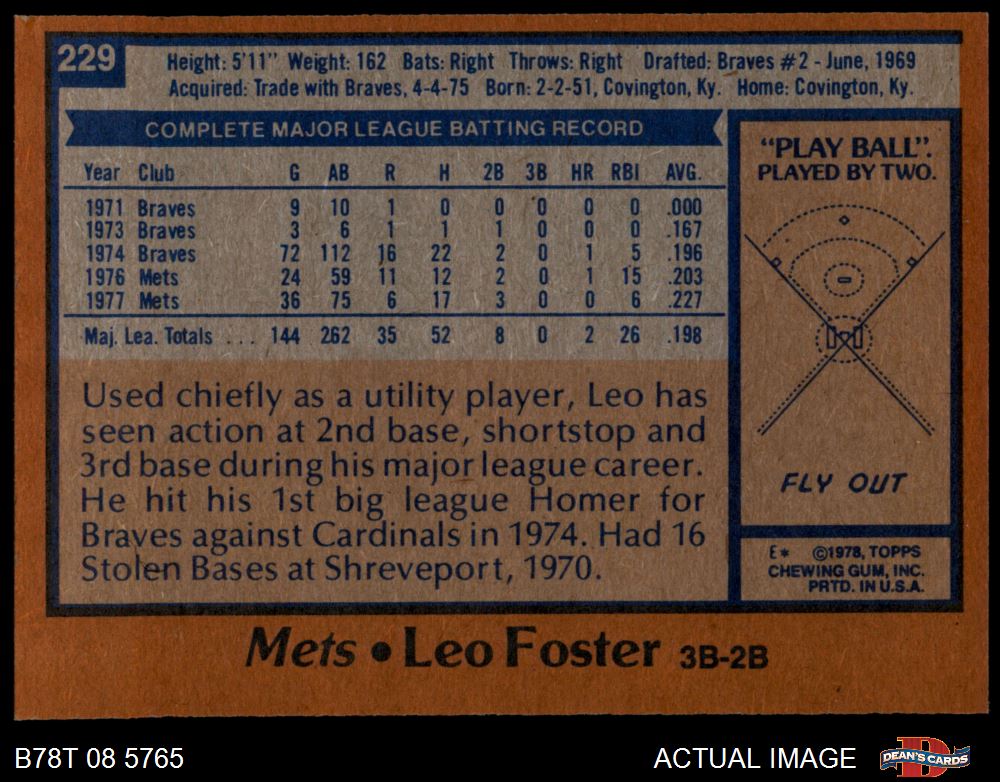 229
Height: 5'11" Weight: 162 Bats: Right Throws: Right Drafted: Braves #2 - June, 1969
Acquired: Trade with Braves, 4-4-75 Born: 2-2-51, Covington, Ky. Home: Covington, Ky.
COMPLETE MAJOR LEAGUE BATTING RECORD
Year Club G AB R H 2B 3B HR RBI AVG.
1971 Braves 9 10 1 0 0 0 0 0 .000
1973 Braves 3 6 1 1 1 0 0 0 .167
1974 Braves 72 112 16 22 2 0 1 5 .196
1976 Mets 24 59 11 12 2 0 1 15 .203
1977 Mets 36 75 6 17 3 0 0 6 .227
Maj. Lea. Totals ... 144 262 35 52 8 0 2 26 .198
Used chiefly as a utility player, Leo has
seen action at 2nd base, shortstop and
3rd base during his major league career.
He hit his 1st big league Homer for
Braves against Cardinals in 1974. Had 16
Stolen Bases at Shreveport, 1970.
"PLAY BALL".
PLAYED BY TWO.
FLY OUT
E* ©1978, TOPPS
CHEWING GUM, INC.
PRTD. IN U.S.A.
Mets • Leo Foster 3B-2B
B78T 08 5765
ACTUAL IMAGE
D
DEAN'S CARDS